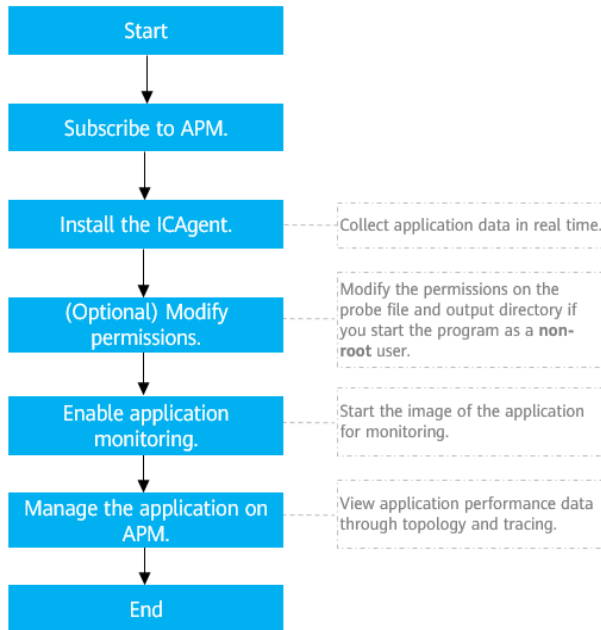 Start
Subscribe to APM.
Install the ICAgent.
Collect application data in real time.
(Optional) Modify
permissions.
Modify the permissions on the
probe file and output directory if
you start the program as a non-
root user.
Enable application
monitoring.
Start the image of the application
for monitoring.
Manage the application on
APM.
View application performance data
through topology and tracing.
End